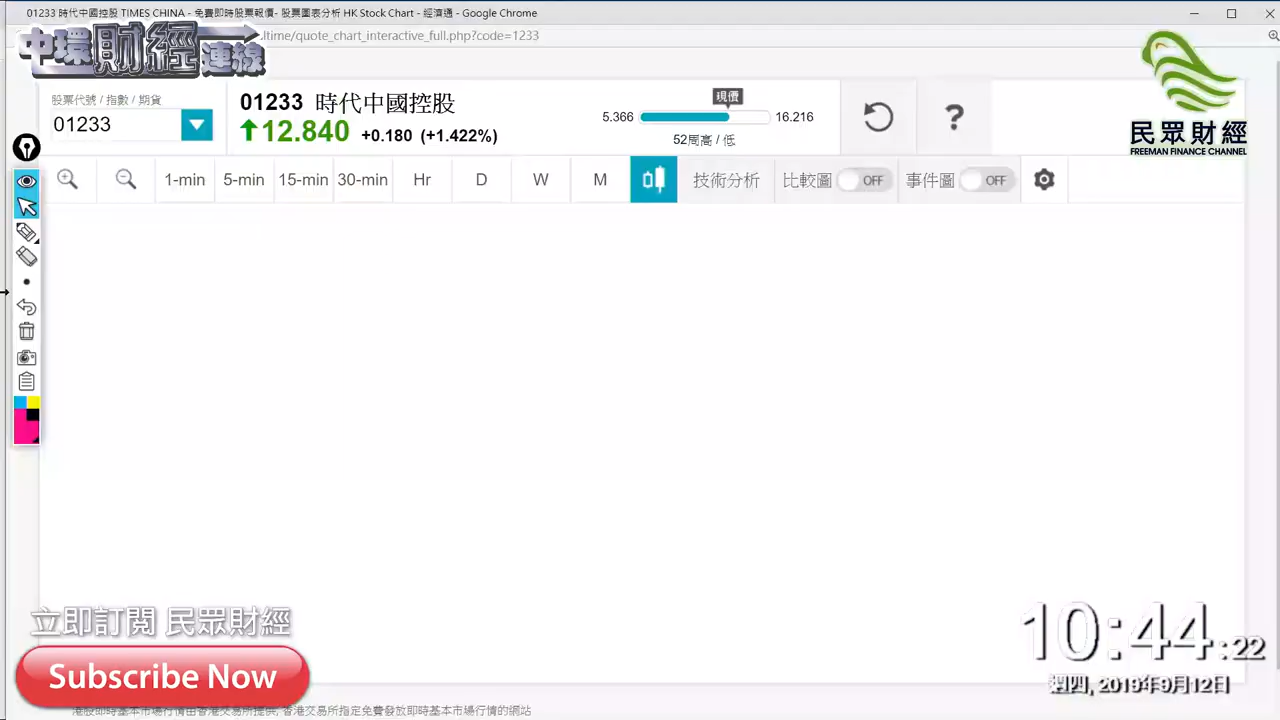 01233 時代中國控股 TIMES CHINA - 免費即時股票報價- 股票圖表分析 HK Stock Chart - 經濟通 - Google Chrome
ltime/quote_chart_interactive_full.php?code=1233
中環財經連線
股票代號 / 指數 / 期貨
01233
01233 時代中國控股
12.840 +0.180 (+1.422%)
現價
5.366 16.216
52周高 / 低
?
民眾財經
FREEMAN FINANCE CHANNEL
1-min 5-min 15-min 30-min Hr D W M 技術分析 比較圖 OFF 事件圖 OFF
立即訂閱 民眾財經
Subscribe Now
10:44:22
週四, 2019年9月12日
港股即時基本市場行情由香港交易所提供, 香港交易所指定免費發放即時基本市場行情的網站